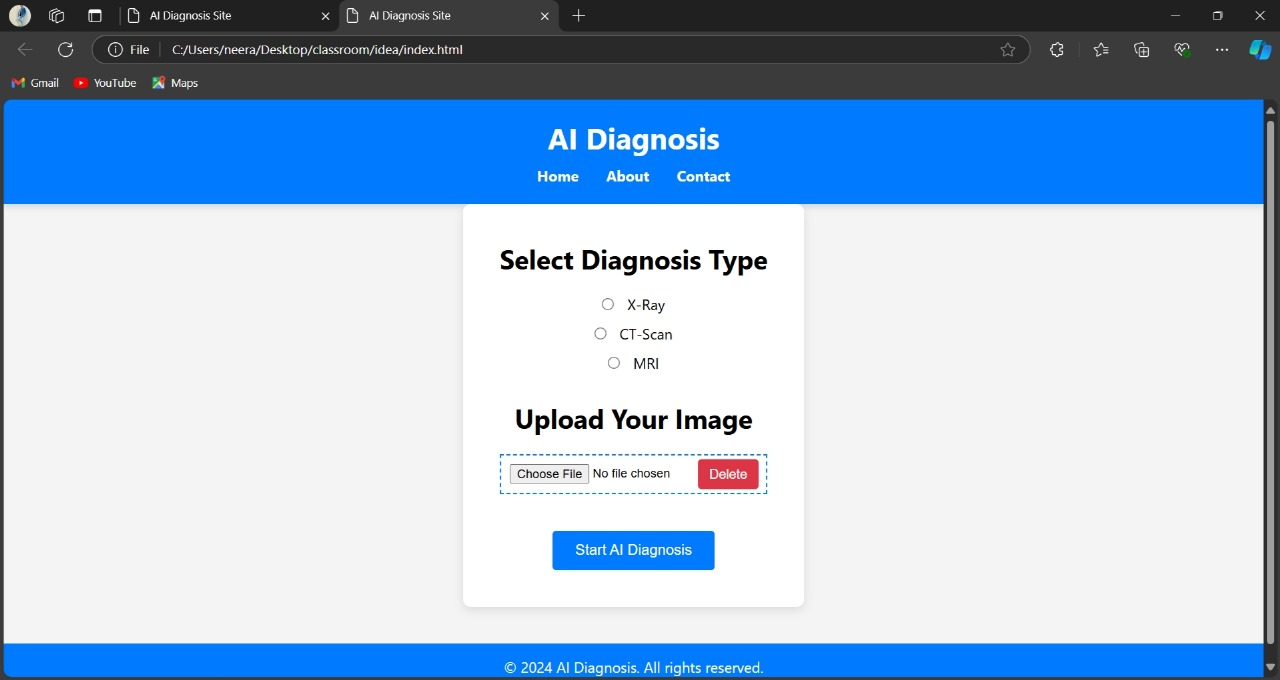 AI Diagnosis Site
AI Diagnosis Site
File C:/Users/neera/Desktop/classroom/idea/index.html
Gmail YouTube Maps
AI Diagnosis
Home About Contact
Select Diagnosis Type
X-Ray
CT-Scan
MRI
Upload Your Image
Choose File No file chosen Delete
Start AI Diagnosis
© 2024 AI Diagnosis. All rights reserved.